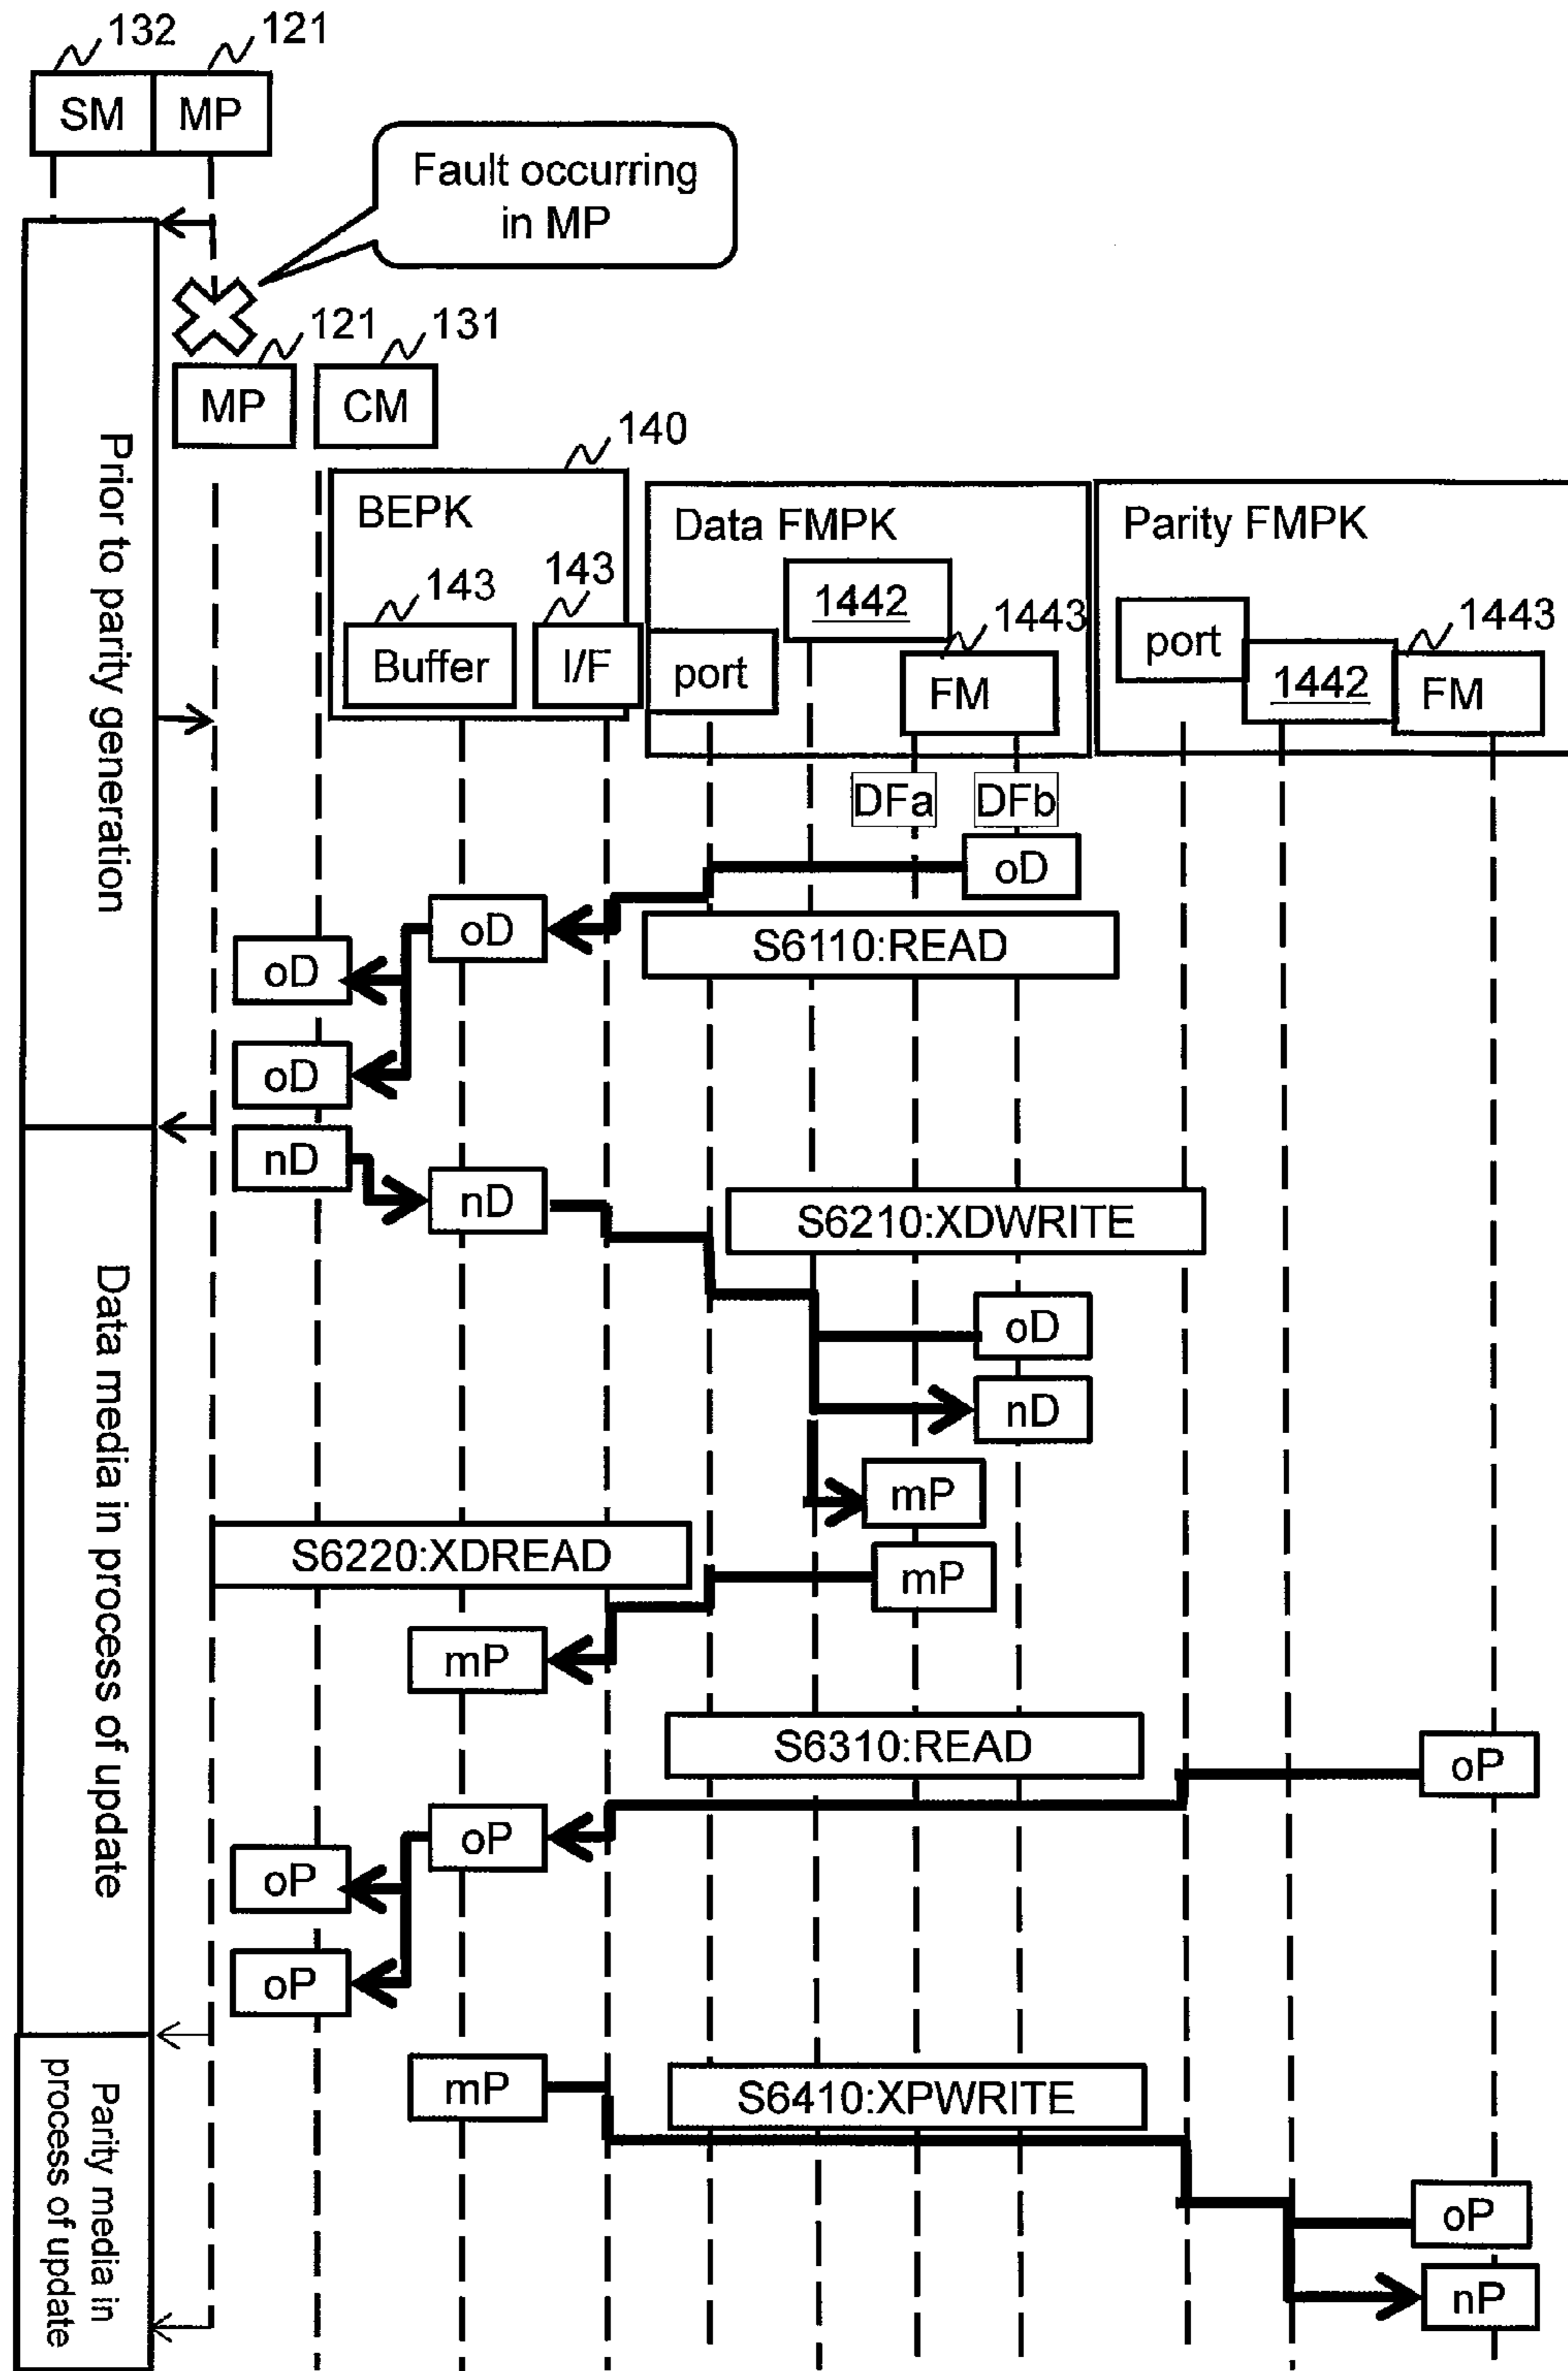 132
121
SM
MP
Fault occurring
in MP
121
131
MP
CM
140
BEPK
Data FMPK
Parity FMPK
143
143
1442
1443
1443
Buffer
I/F
port
FM
port
1442
FM
Prior to parity generation
DFa
DFb
oD
oD
S6110:READ
oD
oD
nD
nD
S6210:XDWRITE
oD
nD
Data media in process of update
mP
S6220:XDREAD
mP
mP
S6310:READ
oP
oP
oP
oP
Parity media in
process of update
mP
S6410:XPWRITE
oP
nP